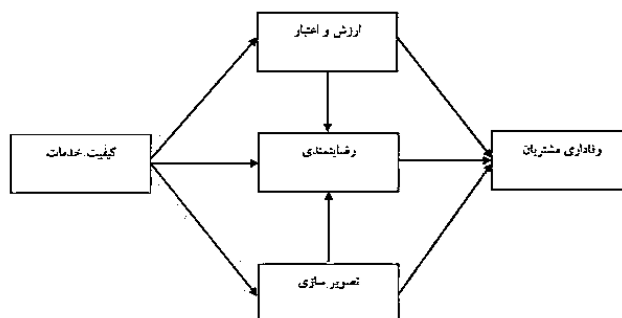 ارزش و اعتبار
کیفیت خدمات
رضایتمندی
وفاداری مشتریان
تصویر سازی